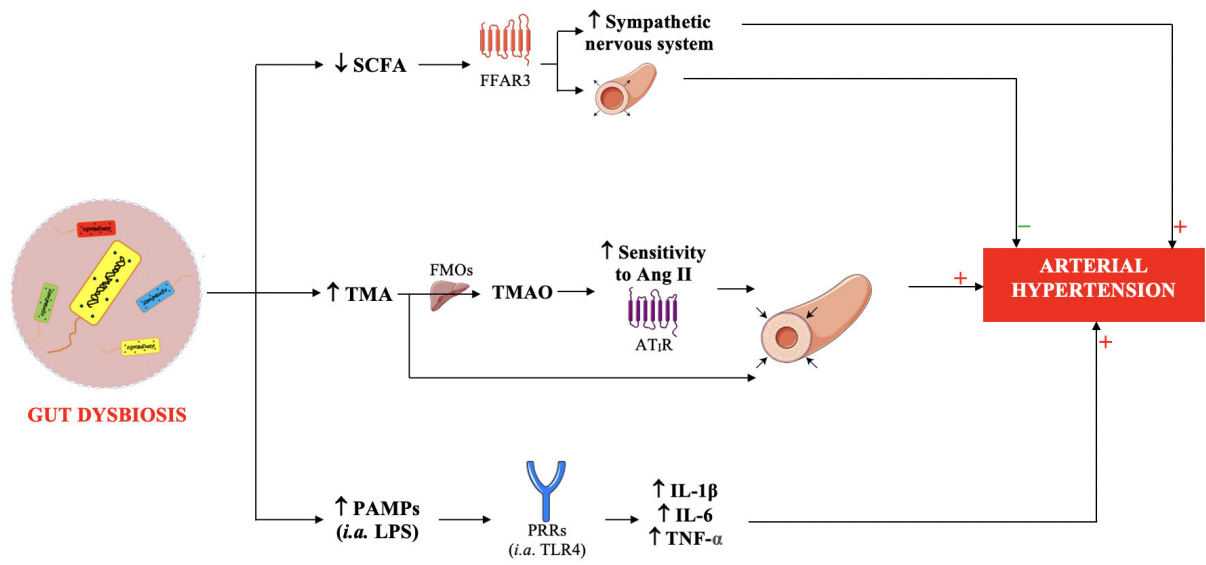 ↑ Sympathetic
nervous system
↓ SCFA
FFAR3
−
+
ARTERIAL
HYPERTENSION
↑ Sensitivity
to Ang II
FMOs
↑ TMA
TMAO
+
AT₁R
+
GUT DYSBIOSIS
↑ PAMPs
(i.a. LPS)
PRRs
(i.a. TLR4)
↑ IL-1β
↑ IL-6
↑ TNF-α